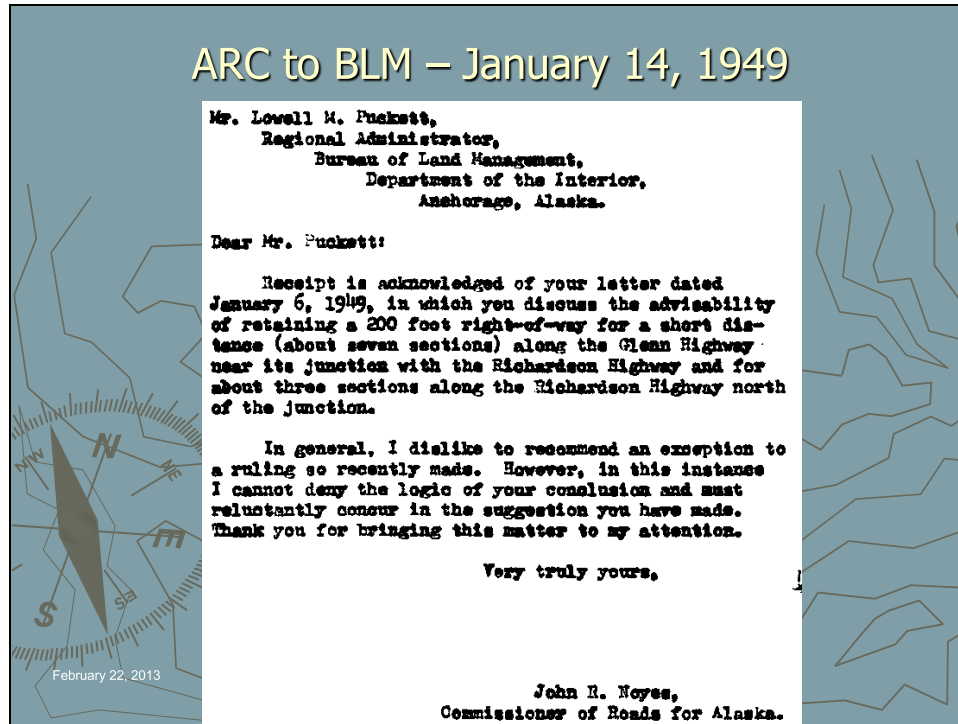 ARC to BLM – January 14, 1949
Mr. Lowell M. Puckett,
Regional Administrator,
Bureau of Land Management,
Department of the Interior,
Anchorage, Alaska.
Dear Mr. Puckett:
Receipt is acknowledged of your letter dated
January 6, 1949, in which you discuss the advisability
of retaining a 200 foot right-of-way for a short dis-
tance (about seven sections) along the Glenn Highway
near its junction with the Richardson Highway and for
about three sections along the Richardson Highway north
of the junction.
In general, I dislike to recommend an exception to
a ruling so recently made. However, in this instance
I cannot deny the logic of your conclusion and must
reluctantly concur in the suggestion you have made.
Thank you for bringing this matter to my attention.
Very truly yours,
John R. Noyes,
Commissioner of Roads for Alaska.
N
NW
NE
E
SE
S
February 22, 2013